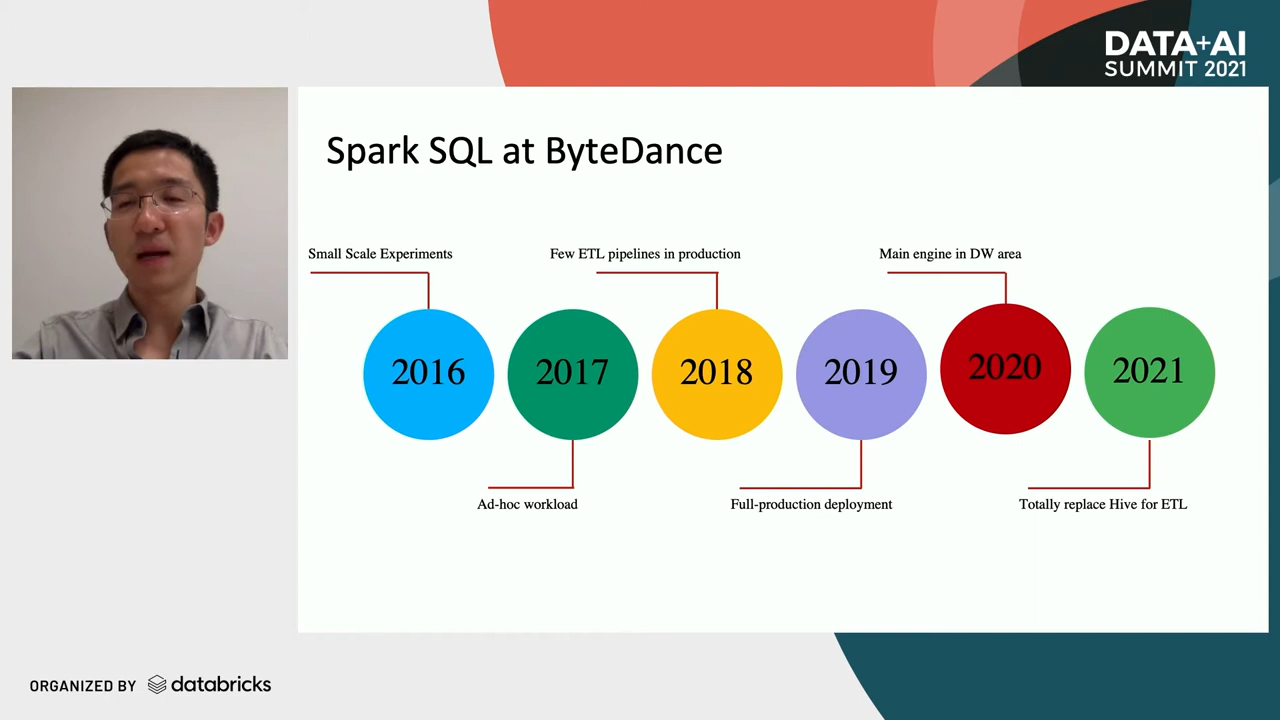 DATA+AI
SUMMIT 2021
Spark SQL at ByteDance
Small Scale Experiments
Few ETL pipelines in production
Main engine in DW area
2016
2017
2018
2019
2020
2021
Ad-hoc workload
Full-production deployment
Totally replace Hive for ETL
ORGANIZED BY databricks